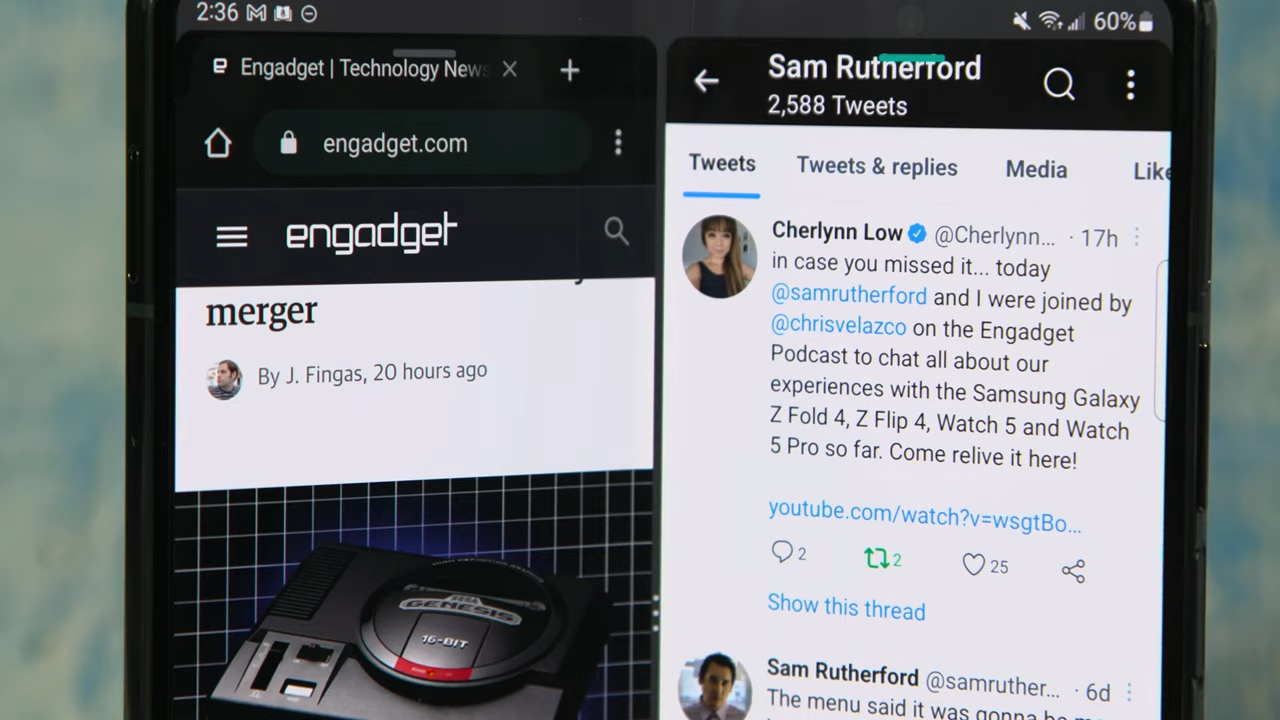 2:36
60%
Engadget | Technology News
engadget.com
engadget
merger
By J. Fingas, 20 hours ago
SEGA
GENESIS
16-BIT
Sam Rutherford
2,588 Tweets
Tweets Tweets & replies Media Like
Cherlynn Low @Cherlynn... · 17h
in case you missed it... today
@samrutherford and I were joined by
@chrisvelazco on the Engadget
Podcast to chat all about our
experiences with the Samsung Galaxy
Z Fold 4, Z Flip 4, Watch 5 and Watch
5 Pro so far. Come relive it here!
youtube.com/watch?v=wsgtBo...
2 2 25
Show this thread
Sam Rutherford @samruther... · 6d
The menu said it was gonna be